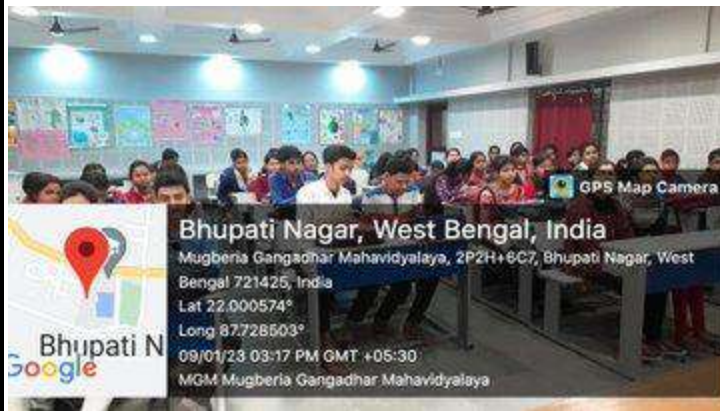 GPS Map Camera
Bhupati Nagar, West Bengal, India
Mugberia Gangadhar Mahavidyalaya, 2P2H+6C7, Bhupati Nagar, West
Bengal 721425, India
Lat 22.000574°
Long 87.728503°
09/01/23 03:17 PM GMT +05:30
MGM Mugberia Gangadhar Mahavidyalaya
Bhupati N
Google